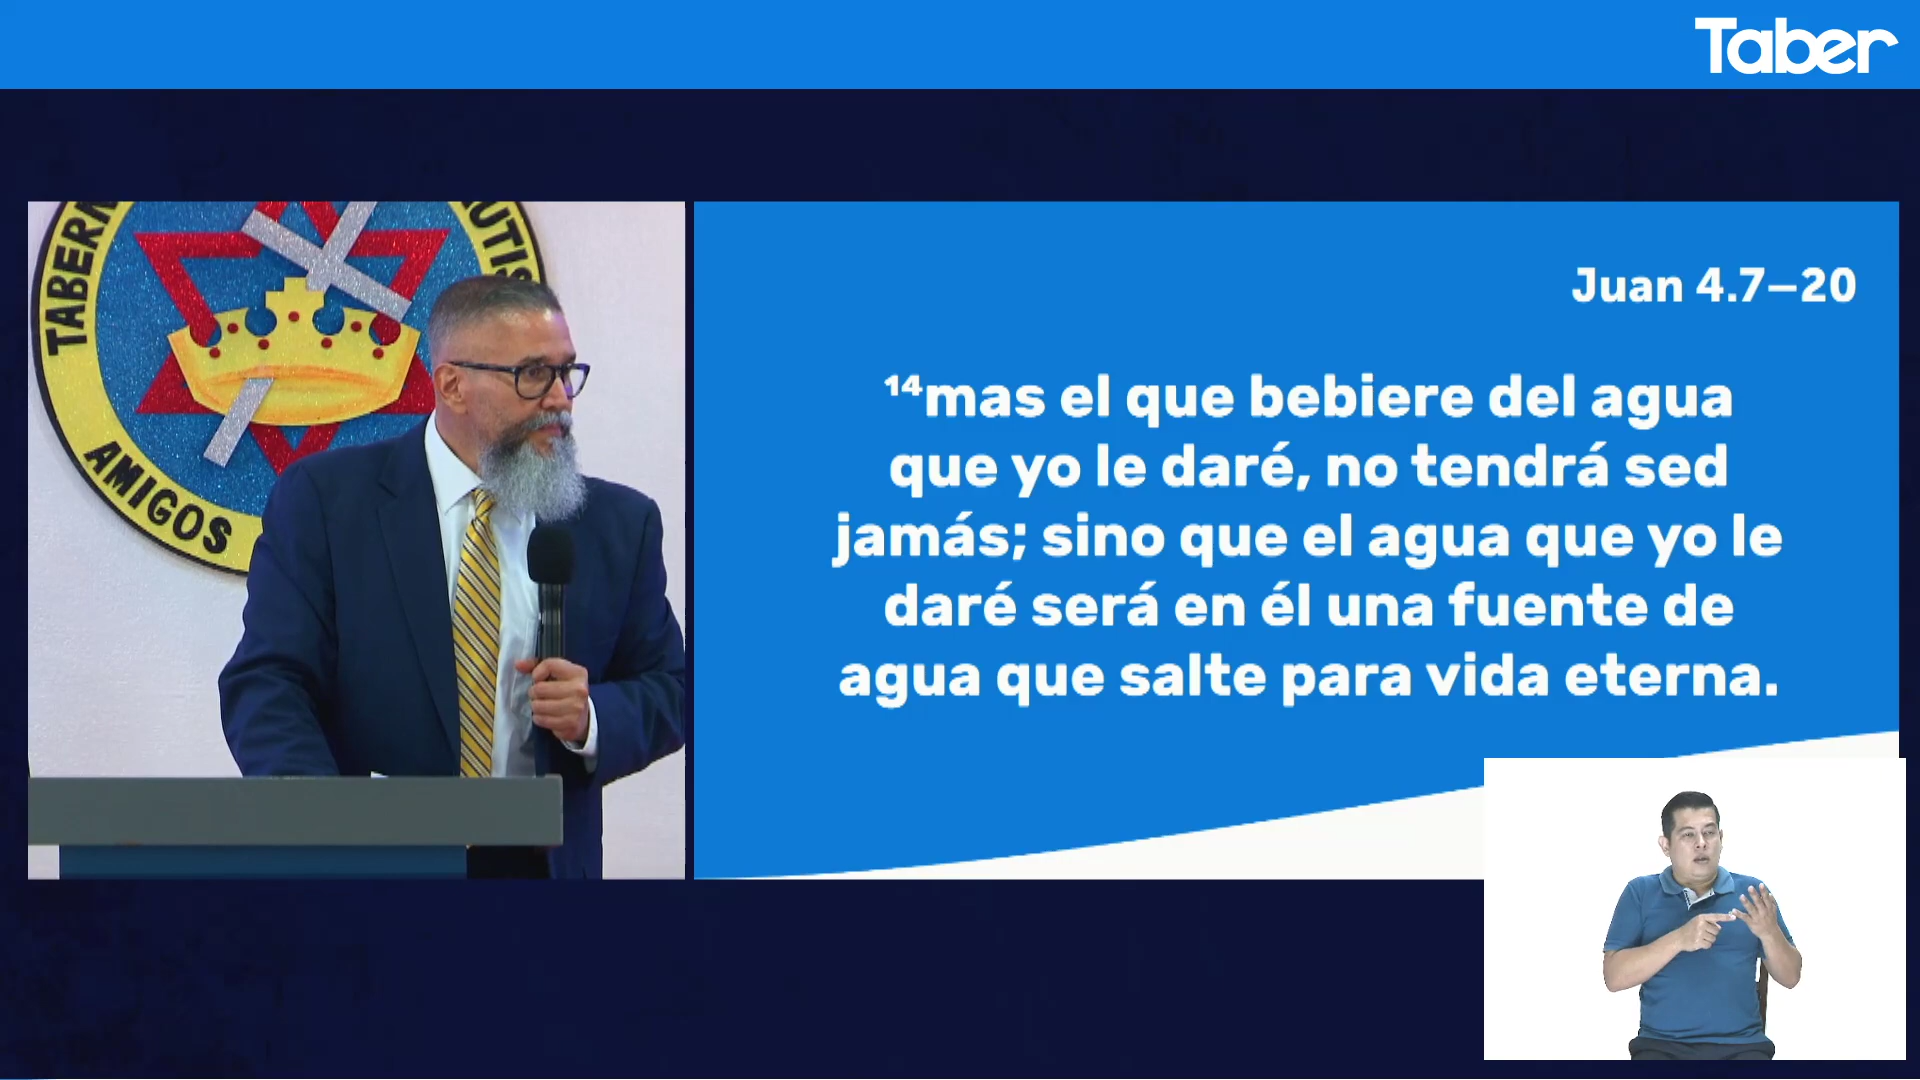 Taber
TABERN
UTIS
AMIGOS
Juan 4.7–20
¹⁴mas el que bebiere del agua
que yo le daré, no tendrá sed
jamás; sino que el agua que yo le
daré será en él una fuente de
agua que salte para vida eterna.